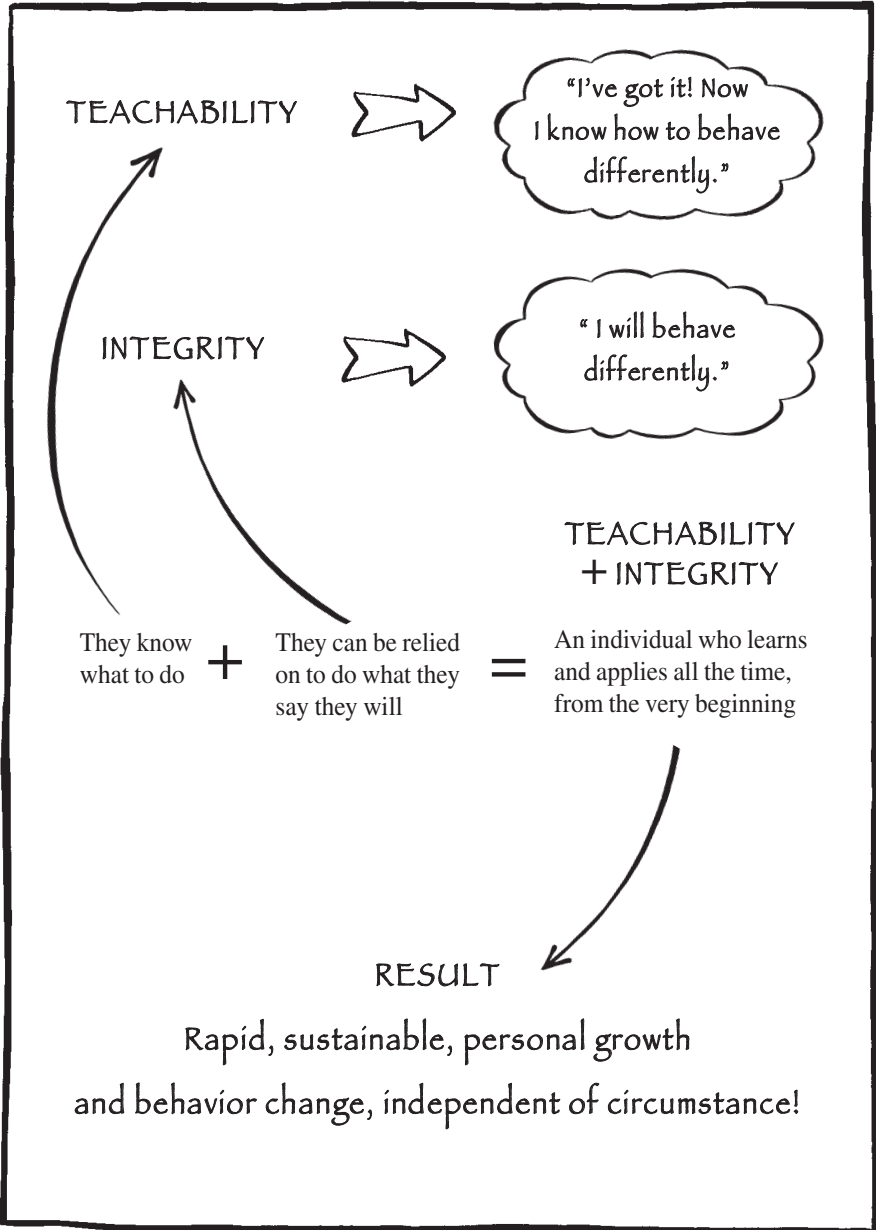 TEACHABILITY
“I’ve got it! Now
I know how to behave
differently.”
INTEGRITY
“ I will behave
differently.”
TEACHABILITY
+ INTEGRITY
They know
what to do
+
They can be relied
on to do what they
say they will
=
An individual who learns
and applies all the time,
from the very beginning
RESULT
Rapid, sustainable, personal growth
and behavior change, independent of circumstance!